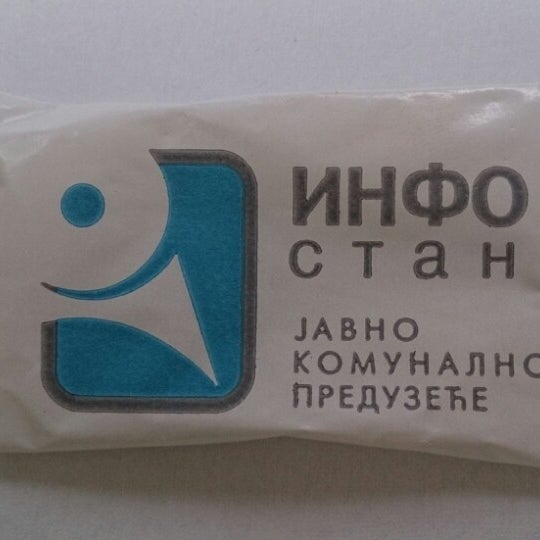 ИНФО
стан
ЈАВНО
КОМУНАЛНО
ПРЕДУЗЕЋЕ